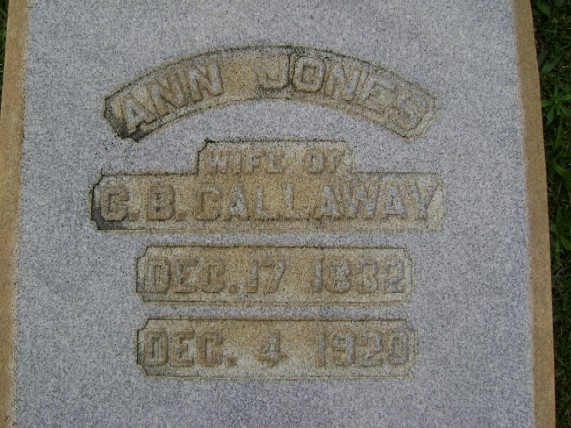 ANN JONES
WIFE OF
C. B. CALLAWAY
DEC. 17 1832
DEC. 4 1920